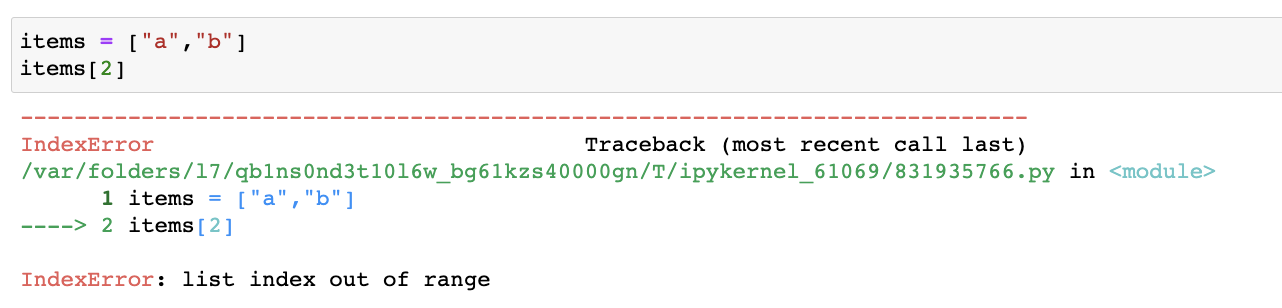 items = ["a","b"]
items[2]
---------------------------------------------------------------------------
IndexError                                Traceback (most recent call last)
/var/folders/l7/qb1ns0nd3t10l6w_bg61kzs40000gn/T/ipykernel_61069/831935766.py in <module>
      1 items = ["a","b"]
----> 2 items[2]
IndexError: list index out of range